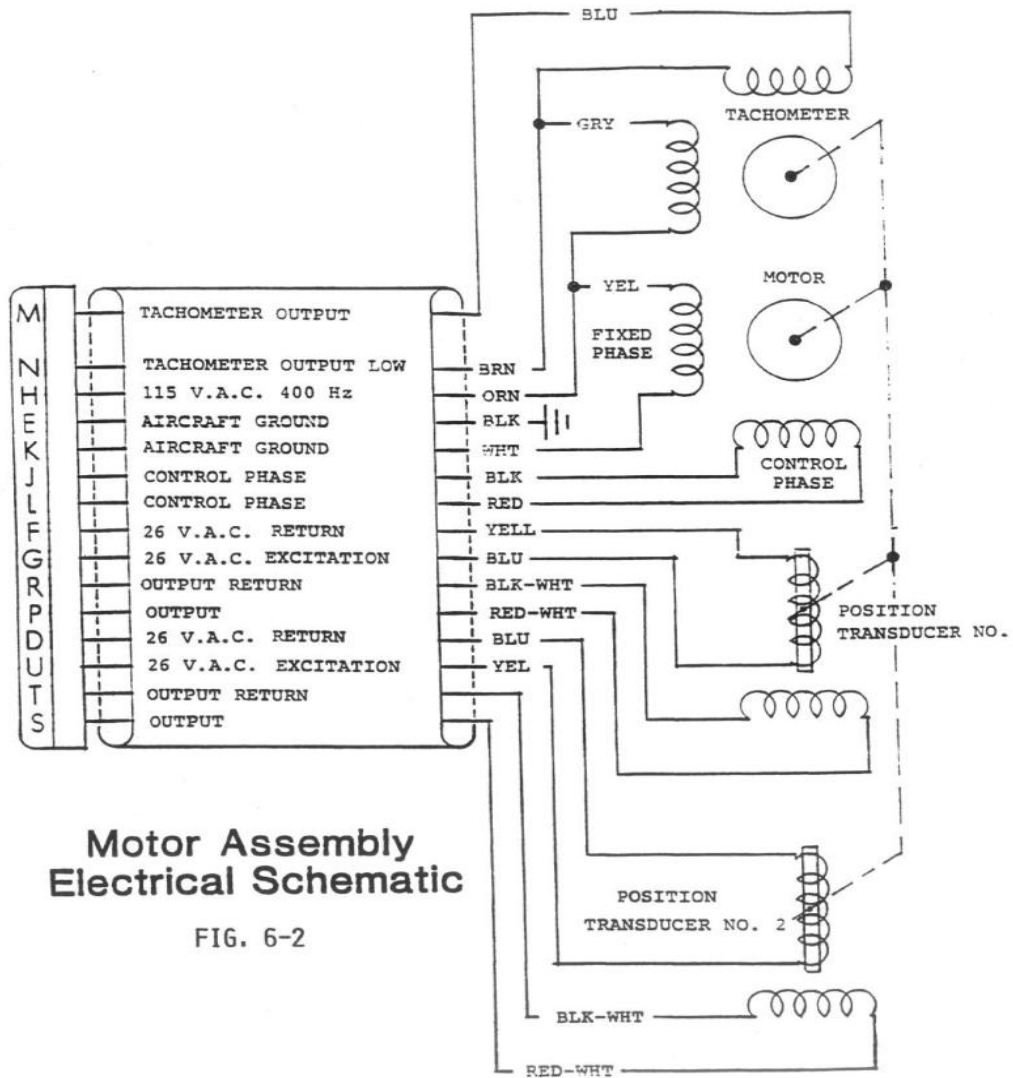 BLU
TACHOMETER
GRY
MOTOR
YEL
FIXED
PHASE
M TACHOMETER OUTPUT
N TACHOMETER OUTPUT LOW BRN
H 115 V.A.C. 400 Hz ORN
E AIRCRAFT GROUND BLK
K AIRCRAFT GROUND WHT
J CONTROL PHASE BLK
L CONTROL PHASE RED
F 26 V.A.C. RETURN YELL
G 26 V.A.C. EXCITATION BLU
R OUTPUT RETURN BLK-WHT
P OUTPUT RED-WHT
D 26 V.A.C. RETURN BLU
U 26 V.A.C. EXCITATION YEL
T OUTPUT RETURN
S OUTPUT
CONTROL
PHASE
POSITION
TRANSDUCER NO.
Motor Assembly
Electrical Schematic
FIG. 6-2
POSITION
TRANSDUCER NO. 2
BLK-WHT
RED-WHT